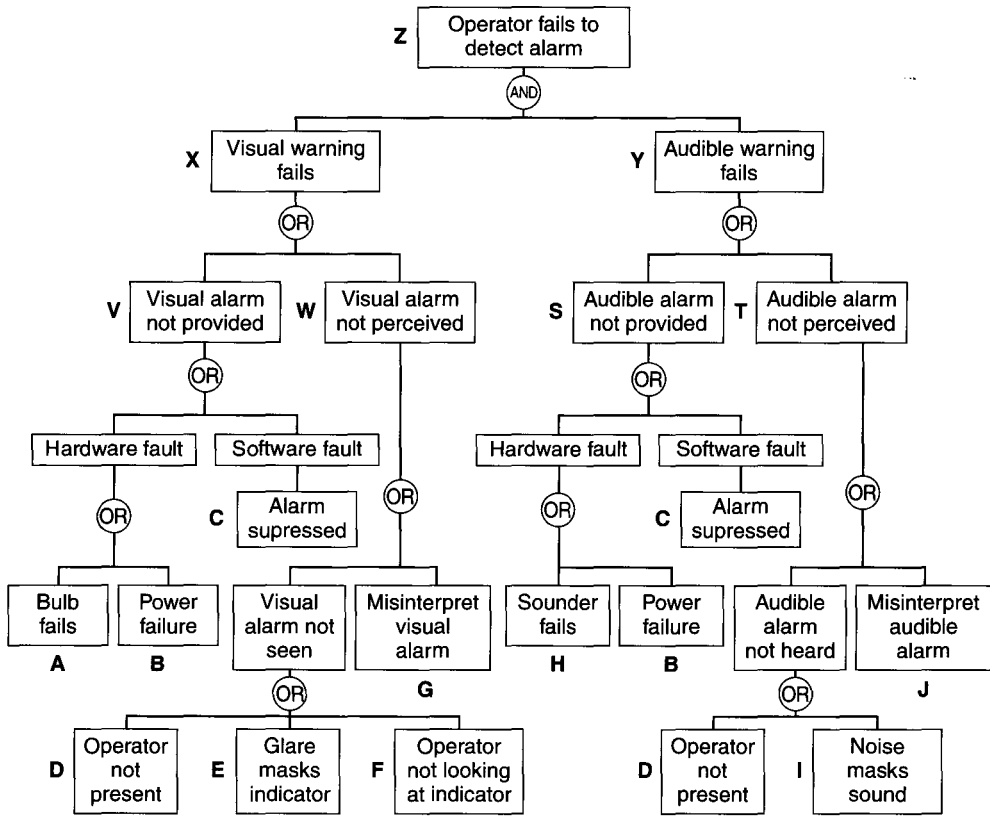 Z
Operator fails to
detect alarm
AND
X
Visual warning
fails
Y
Audible warning
fails
OR
OR
V
Visual alarm
not provided
W
Visual alarm
not perceived
S
Audible alarm
not provided
T
Audible alarm
not perceived
OR
OR
Hardware fault
Software fault
Hardware fault
Software fault
OR
C
Alarm
supressed
OR
OR
C
Alarm
supressed
OR
Bulb
fails
A
Power
failure
B
Visual
alarm not
seen
Misinterpret
visual
alarm
G
Sounder
fails
H
Power
failure
B
Audible
alarm
not heard
Misinterpret
audible
alarm
J
OR
OR
D
Operator
not
present
E
Glare
masks
indicator
F
Operator
not looking
at indicator
D
Operator
not
present
I
Noise
masks
sound